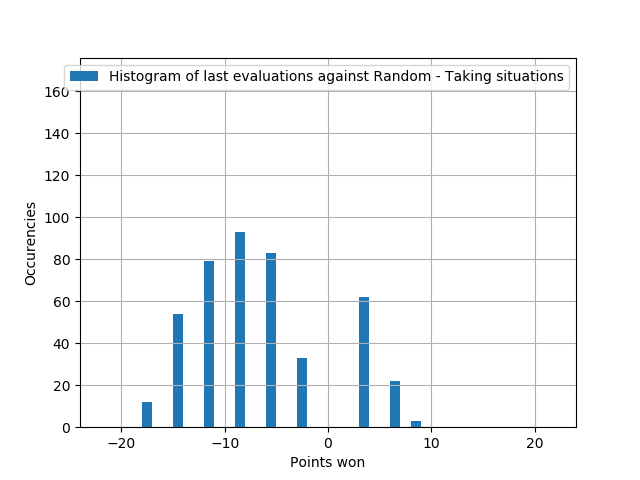 Histogram of last evaluations against Random - Taking situations
160
140
120
100
80
60
40
20
0
Occurencies
−20 −10 0 10 20
Points won